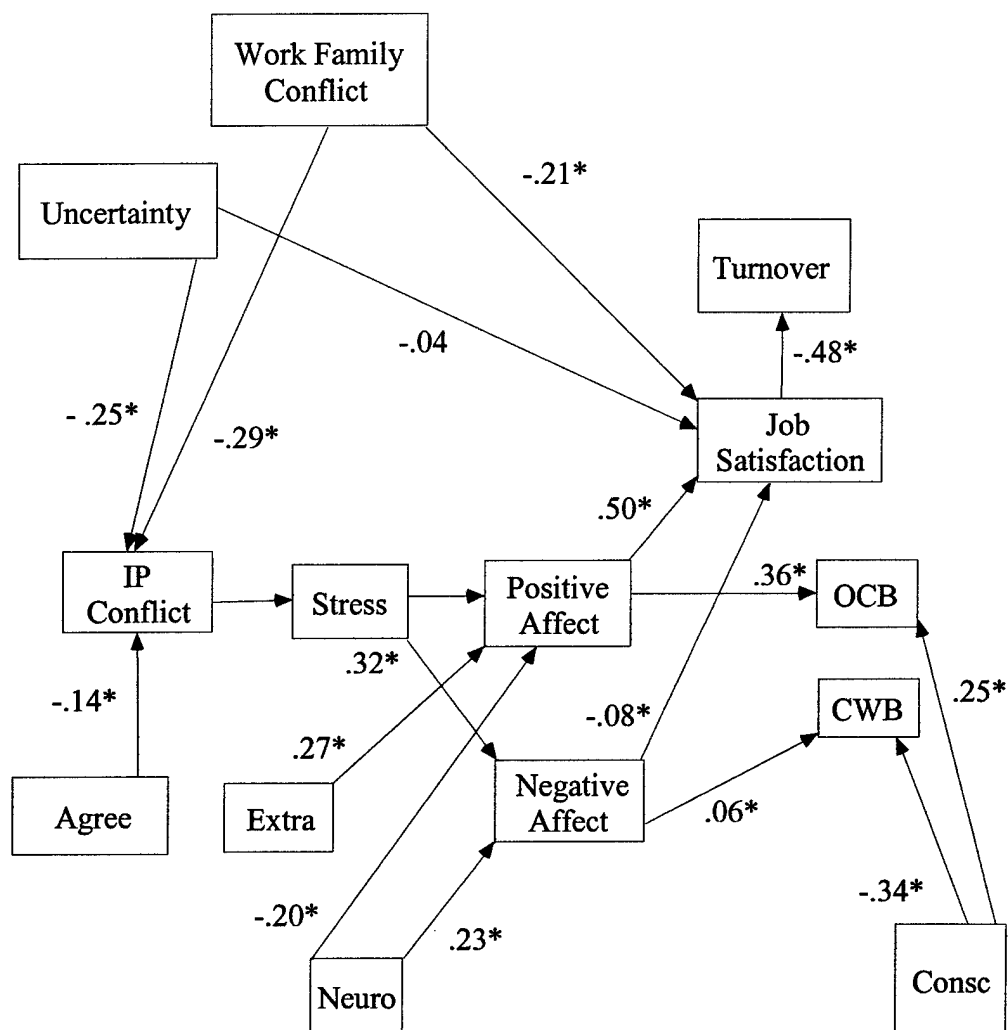 Work Family
Conflict
-.21*
Uncertainty
Turnover
-.04
-.48*
- .25*
-.29*
Job
Satisfaction
.50*
IP
Conflict
Stress
Positive
Affect
.36*
OCB
.32*
-.14*
.27*
-.08*
CWB
.25*
Agree
Extra
Negative
Affect
.06*
-.20*
.23*
-.34*
Neuro
Consc